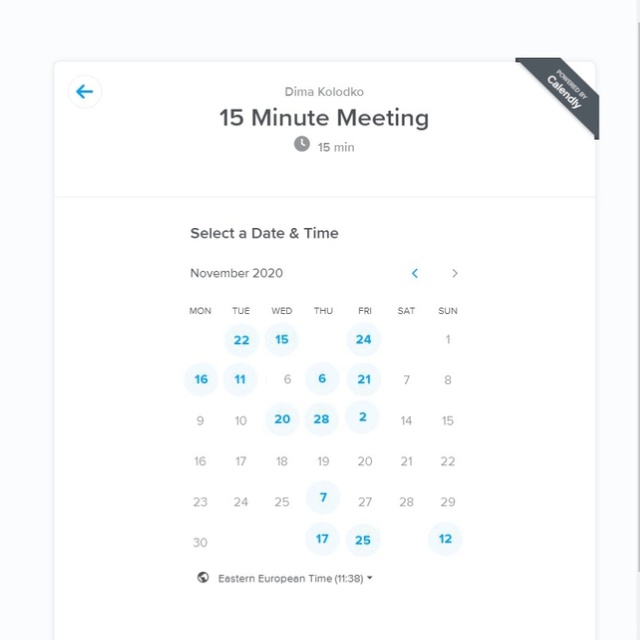 POWERED BY
Calendly
Dima Kolodko
15 Minute Meeting
15 min
Select a Date & Time
November 2020
MON TUE WED THU FRI SAT SUN
22 15 24 1
16 11 6 6 21 7 8
9 10 20 28 2 14 15
16 17 18 19 20 21 22
23 24 25 7 27 28 29
30 17 25 12
Eastern European Time (11:38)